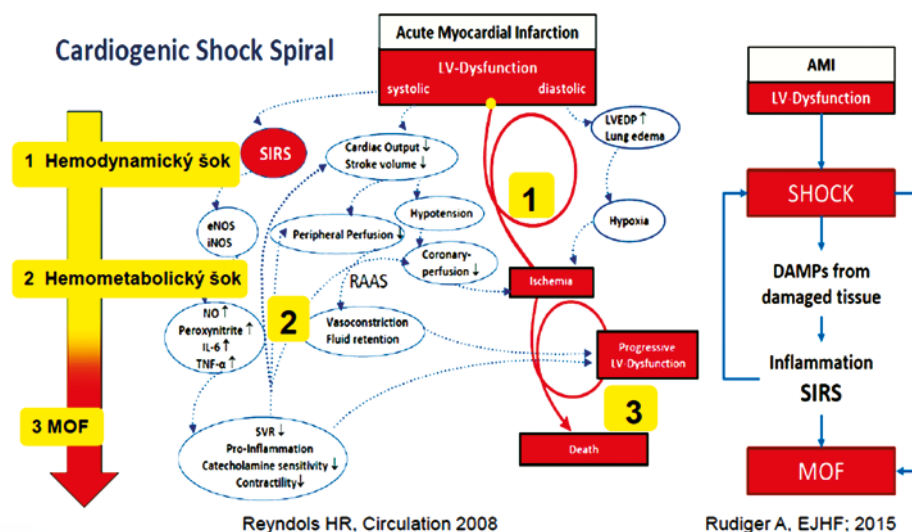 Cardiogenic Shock Spiral
Acute Myocardial Infarction
LV-Dysfunction
systolic
diastolic
1 Hemodynamický šok
SIRS
Cardiac Output ↓
Stroke volume ↓
LVEDP ↑
Lung edema
1
eNOS
iNOS
Peripheral Perfusion ↓
Hypotension
Hypoxia
2 Hemometabolický šok
Coronary-
perfusion ↓
RAAS
Ischemia
NO ↑
Peroxynitrite ↑
IL-6 ↑
TNF-α ↑
2
Vasoconstriction
Fluid retention
Progressive
LV-Dysfunction
3 MOF
3
SVR ↓
Pro-Inflammation
Catecholamine sensitivity ↓
Contractility ↓
Death
Reyndols HR, Circulation 2008
AMI
LV-Dysfunction
SHOCK
DAMPs from
damaged tissue
Inflammation
SIRS
MOF
Rudiger A, EJHF; 2015